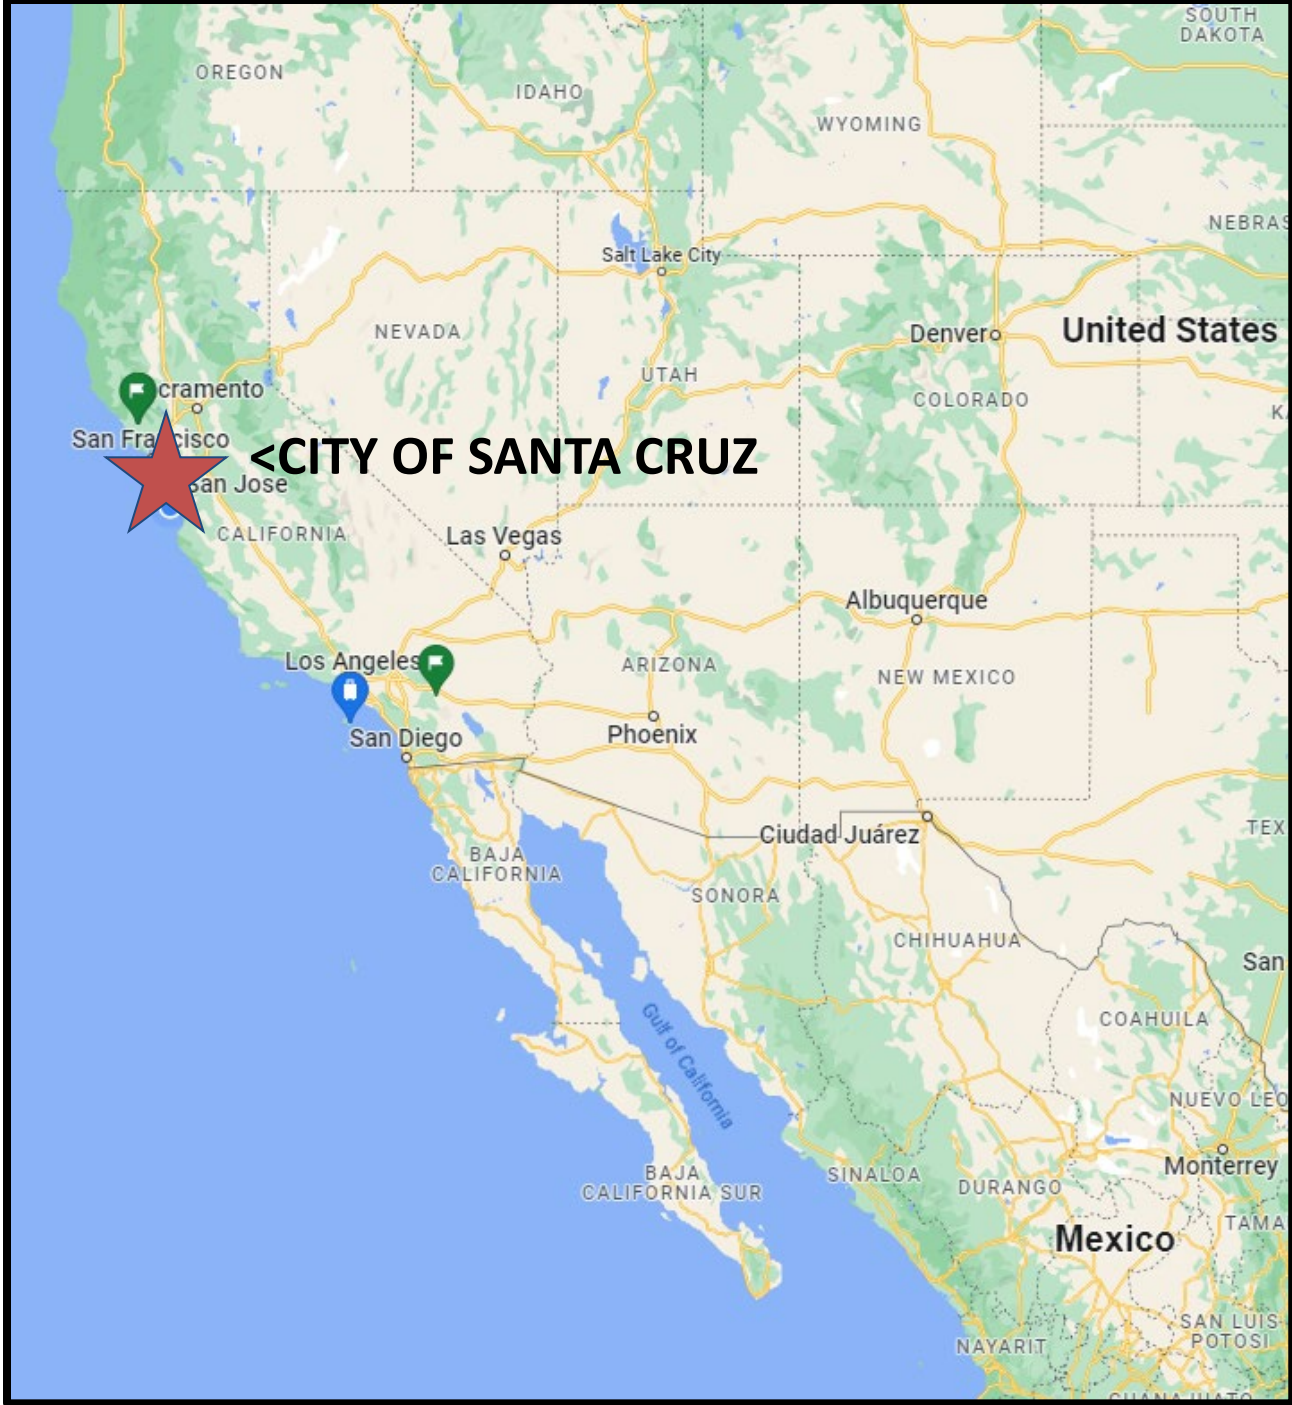 SOUTH
DAKOTA
OREGON
IDAHO
WYOMING
NEBRAS
Salt Lake City
NEVADA
Denver
United States
UTAH
COLORADO
cramento
San Francisco
<CITY OF SANTA CRUZ
San Jose
CALIFORNIA
Las Vegas
Albuquerque
Los Angeles
ARIZONA
NEW MEXICO
San Diego
Phoenix
Ciudad Juárez
TEX
BAJA
CALIFORNIA
SONORA
CHIHUAHUA
San
Gulf of California
COAHUILA
NUEVO LEO
Monterrey
BAJA
CALIFORNIA SUR
SINALOA
DURANGO
TAMA
Mexico
SAN LUIS
POTOSI
NAYARIT